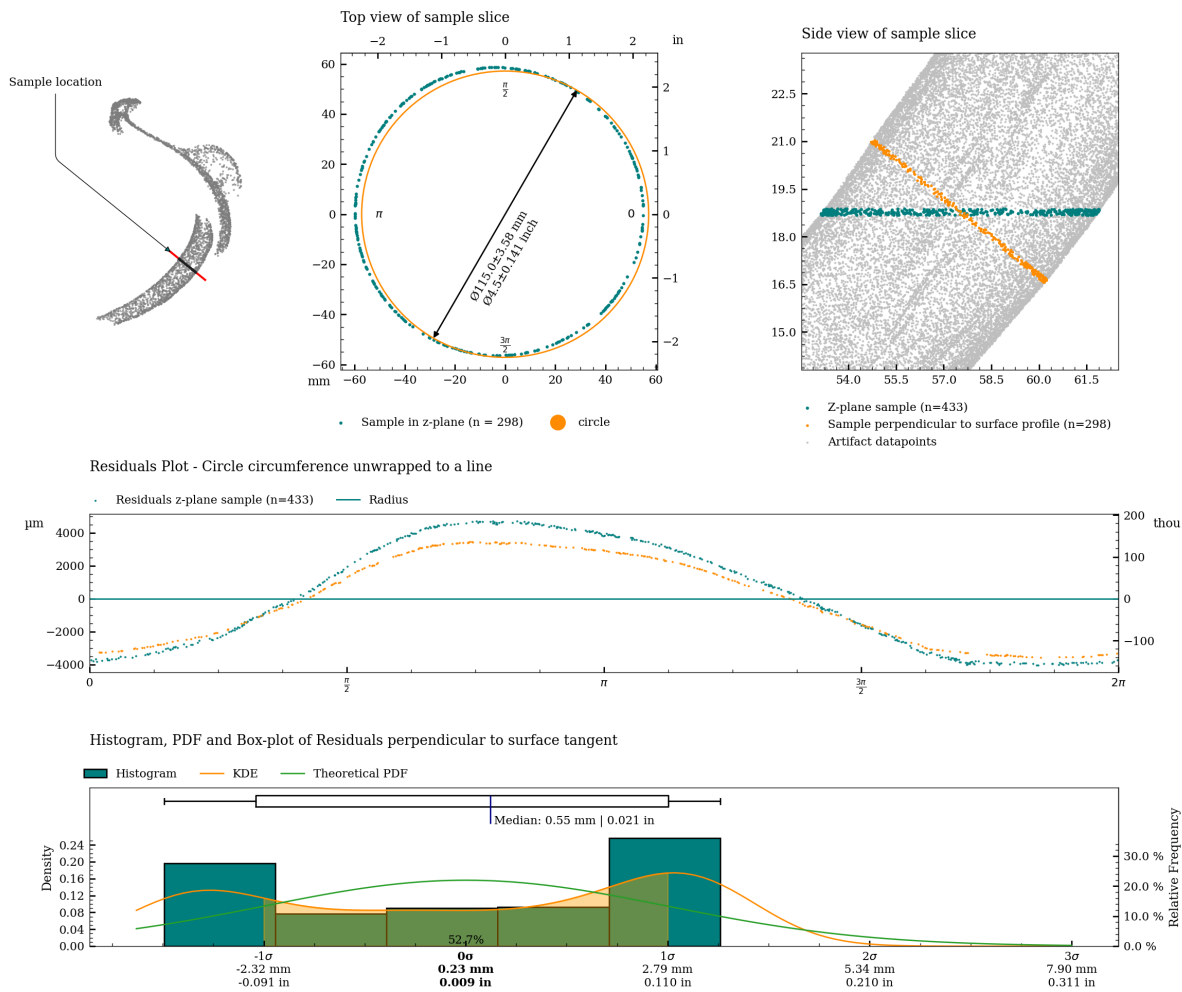 Sample location
Top view of sample slice
−2 −1 0 1 2 in
60
40
20
0
−20
−40
−60
mm
−60 −40 −20 0 20 40 60
2
1
0
−1
−2
π/2
π
0
3π/2
Ø115.0±3.58 mm
Ø4.5±0.141 inch
Sample in z-plane (n = 298)
circle
Side view of sample slice
22.5
21.0
19.5
18.0
16.5
15.0
54.0 55.5 57.0 58.5 60.0 61.5
Z-plane sample (n=433)
Sample perpendicular to surface profile (n=298)
Artifact datapoints
Residuals Plot - Circle circumference unwrapped to a line
Residuals z-plane sample (n=433)
Radius
µm
4000
2000
0
−2000
−4000
200
100
0
−100
thou
0 π/2 π 3π/2 2π
Histogram, PDF and Box-plot of Residuals perpendicular to surface tangent
Histogram
KDE
Theoretical PDF
Median: 0.55 mm | 0.021 in
Density
0.24
0.20
0.16
0.12
0.08
0.04
0.00
30.0 %
20.0 %
10.0 %
0.0 %
Relative Frequency
52.7%
-1σ 0σ 1σ 2σ 3σ
-2.32 mm 0.23 mm 2.79 mm 5.34 mm 7.90 mm
-0.091 in 0.009 in 0.110 in 0.210 in 0.311 in